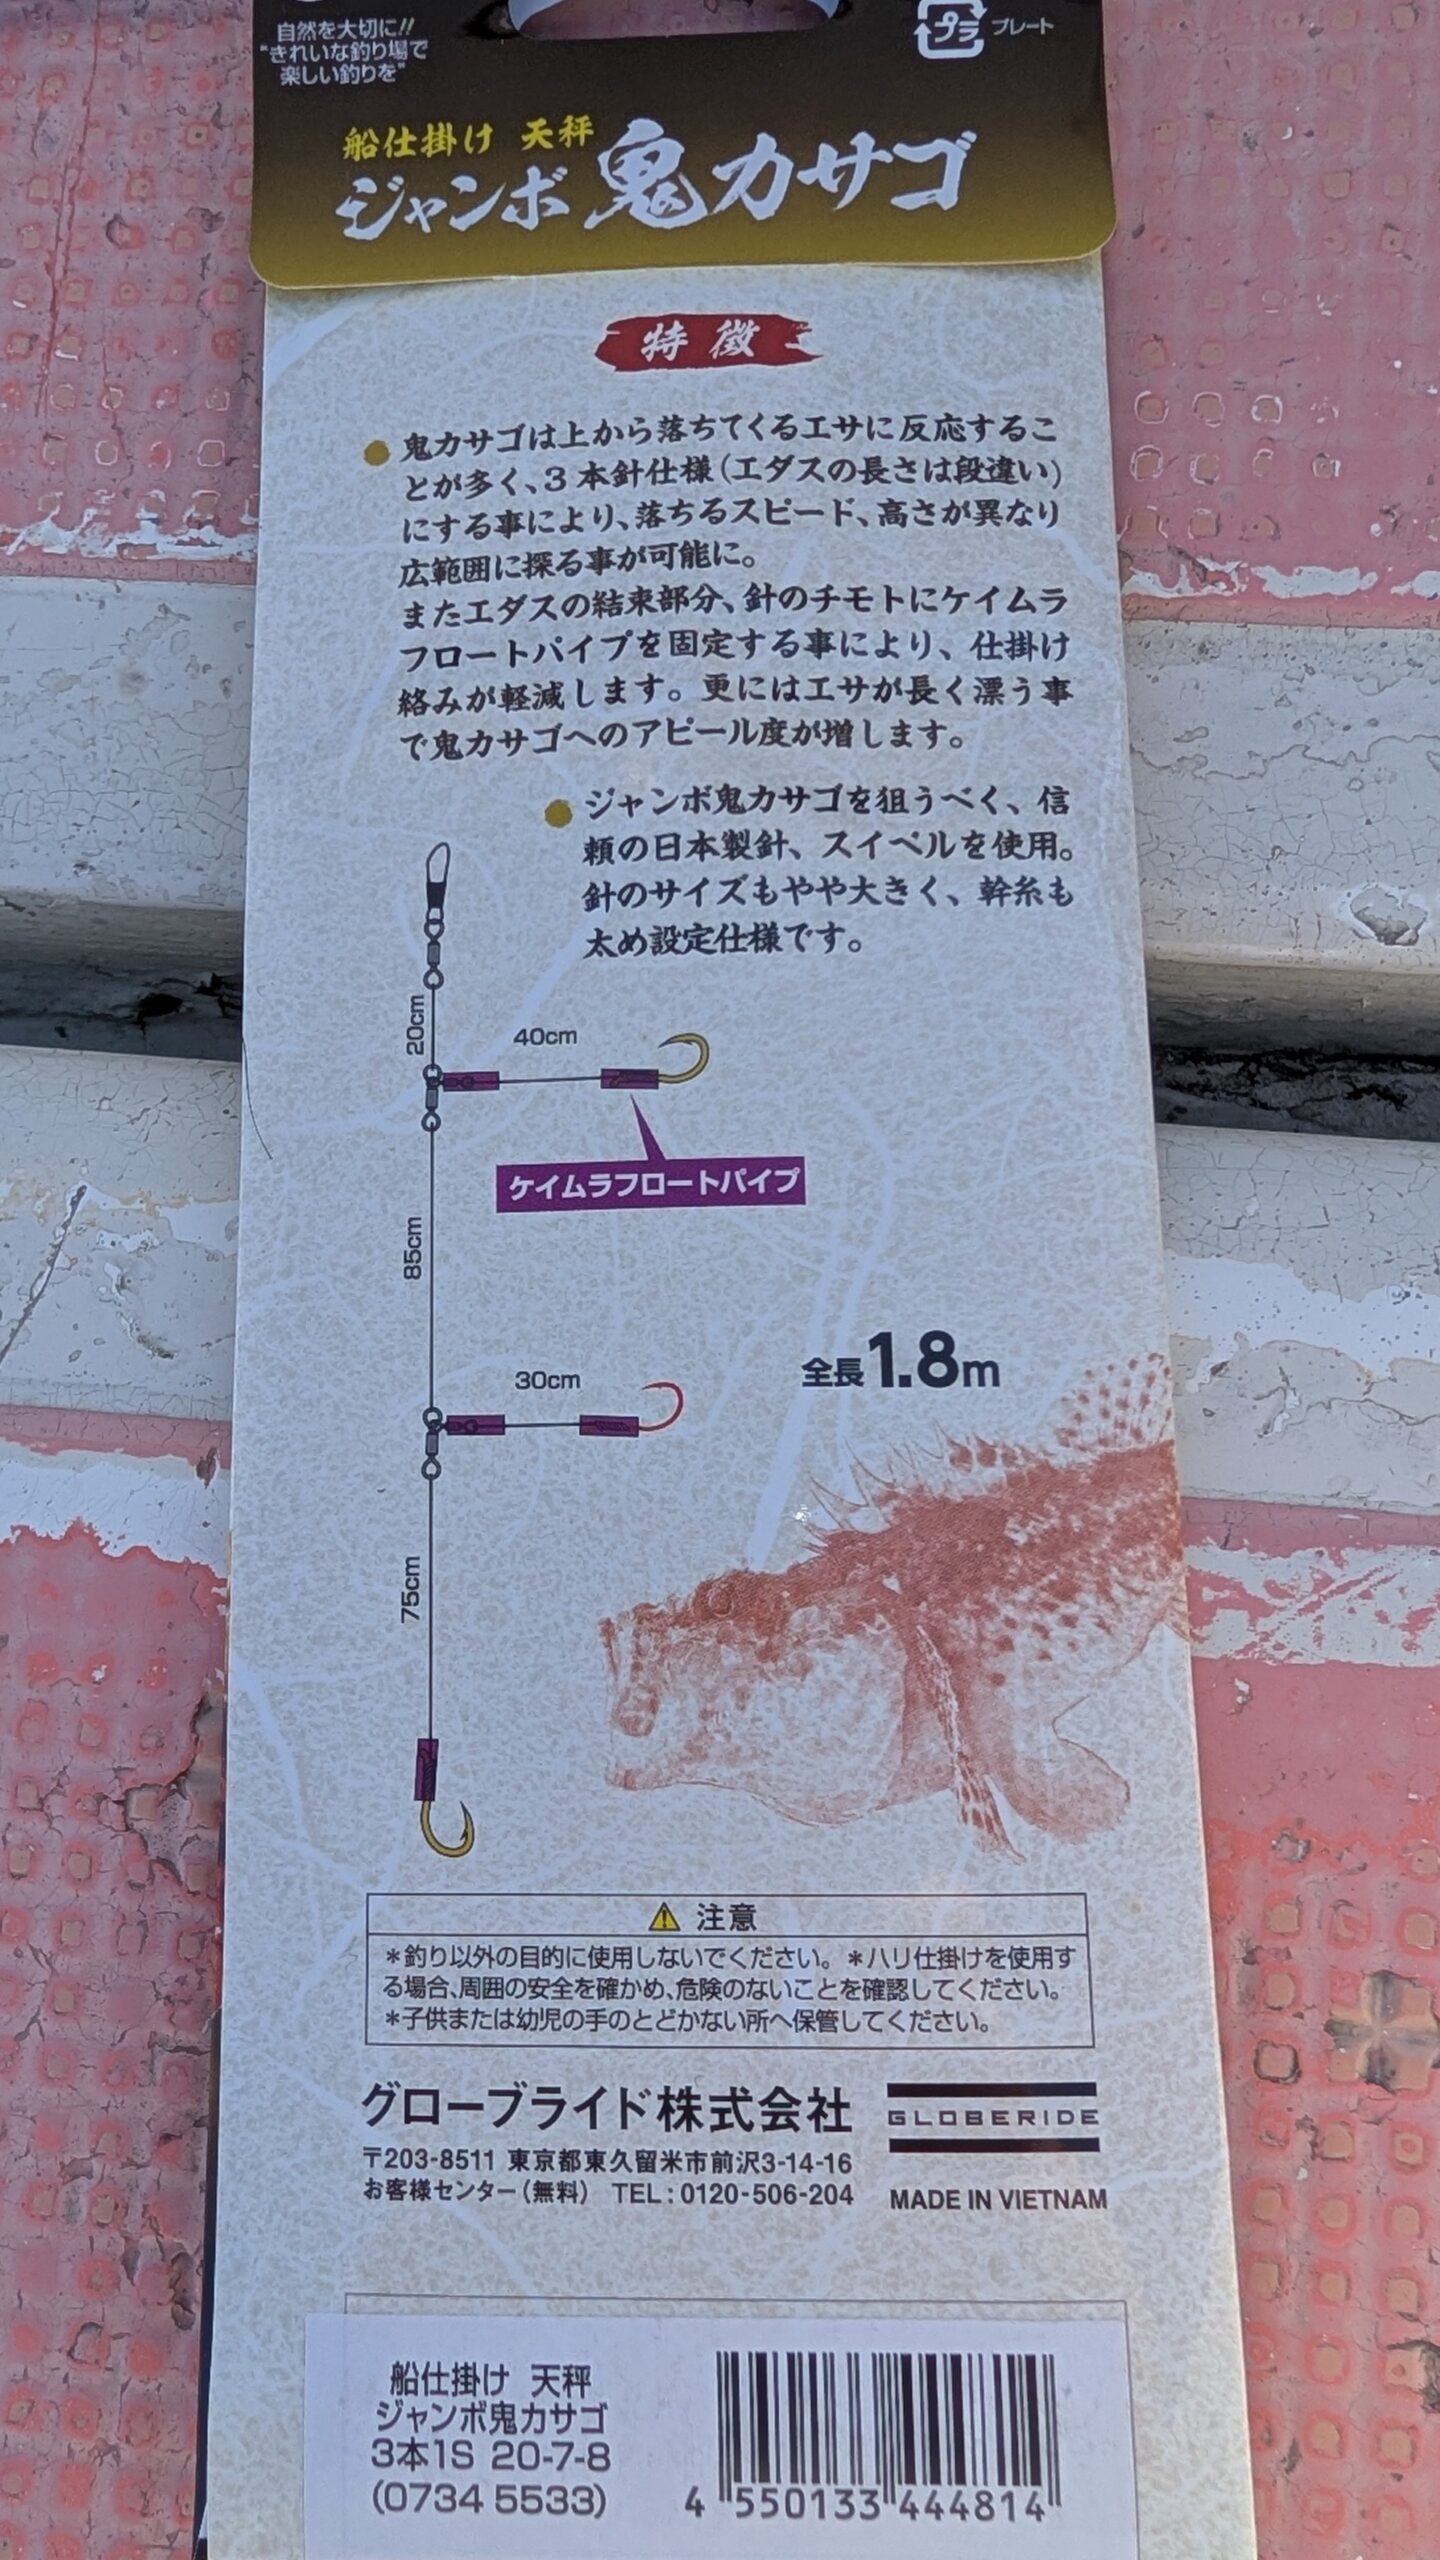 自然を大切に!!
"きれいな釣り場で
楽しい釣りを"
プラ プレート
船仕掛け 天秤
ジャンボ鬼カサゴ
特徴
●鬼カサゴは上から落ちてくるエサに反応するこ
とが多く、3本針仕様(エダスの長さは段違い)
にする事により、落ちるスピード、高さが異なり
広範囲に探る事が可能に。
またエダスの結束部分、針のチモトにケイムラ
フロートパイプを固定する事により、仕掛け
絡みが軽減します。更にはエサが長く漂う事
で鬼カサゴへのアピール度が増します。
●ジャンボ鬼カサゴを狙うべく、信
頼の日本製針、スイベルを使用。
針のサイズもやや大きく、幹糸も
太め設定仕様です。
20cm
40cm
ケイムラフロートパイプ
85cm
全長1.8m
30cm
75cm
注意
*釣り以外の目的に使用しないでください。*ハリ仕掛けを使用す
る場合、周囲の安全を確かめ、危険のないことを確認してください。
*子供または幼児の手のとどかない所へ保管してください。
グローブライド株式会社
GLOBERIDE
〒203-8511 東京都東久留米市前沢3-14-16
お客様センター(無料) TEL:0120-506-204
MADE IN VIETNAM
船仕掛け 天秤
ジャンボ鬼カサゴ
3本1S 20-7-8
(0734 5533)
4 550133 444814